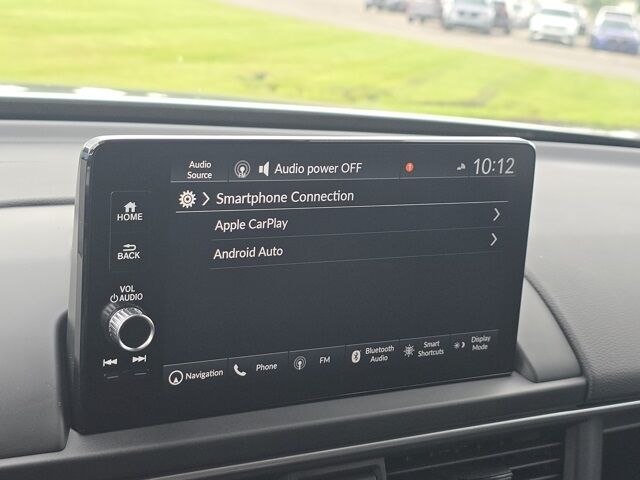 Audio
Source
Audio power OFF
10:12
HOME
Smartphone Connection
Apple CarPlay
BACK
Android Auto
VOL
AUDIO
Navigation
Phone
FM
Bluetooth
Audio
Smart
Shortcuts
Display
Mode